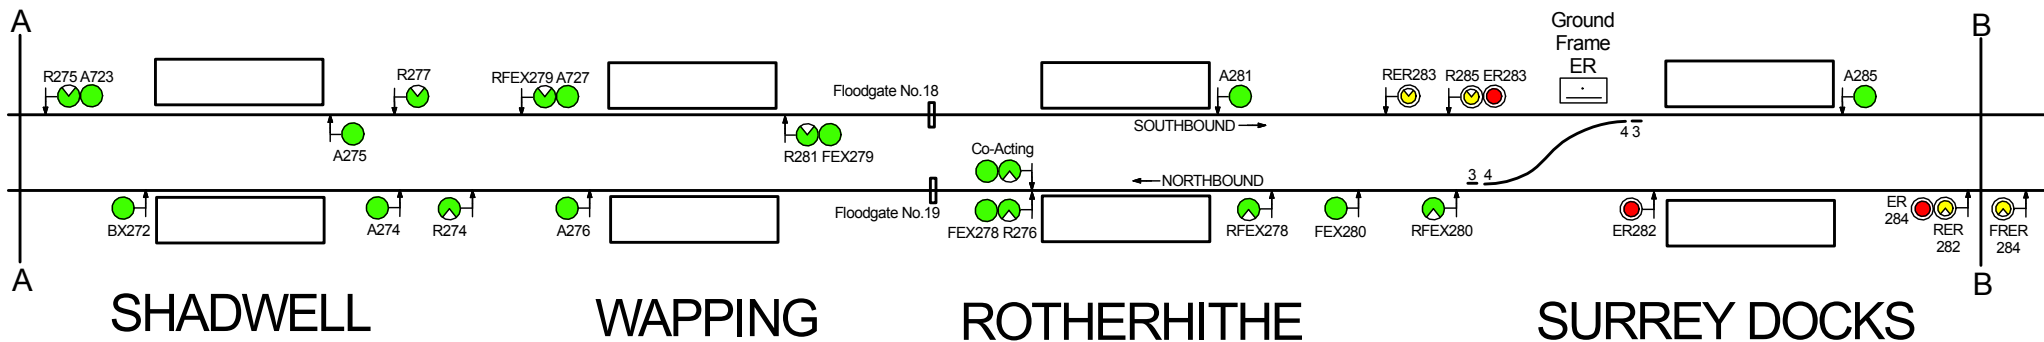 A
B
Ground
Frame
ER
R275 A723
R277
RFEX279 A727
Floodgate No.18
A281
RER283
R285 ER283
A285
SOUTHBOUND
A275
R281 FEX279
4 3
Co-Acting
3 4
NORTHBOUND
BX272
A274
R274
A276
Floodgate No.19
FEX278 R276
RFEX278
FEX280
RFEX280
ER282
ER
284
RER
282
FRER
284
A
B
SHADWELL
WAPPING
ROTHERHITHE
SURREY DOCKS